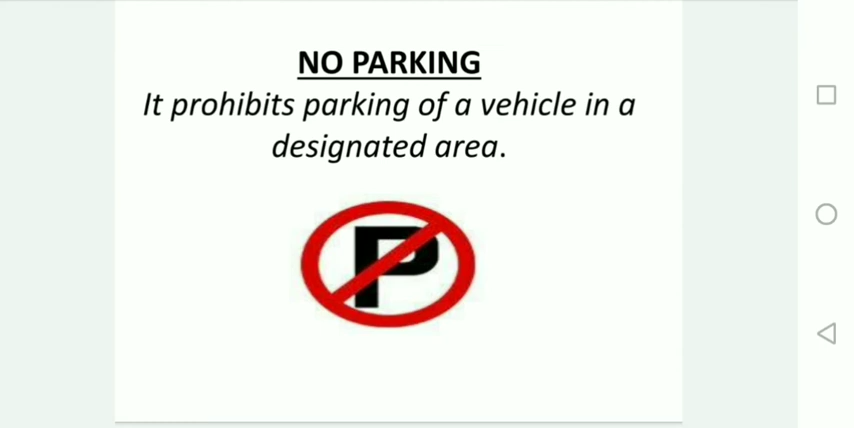 NO PARKING
It prohibits parking of a vehicle in a
designated area.
P